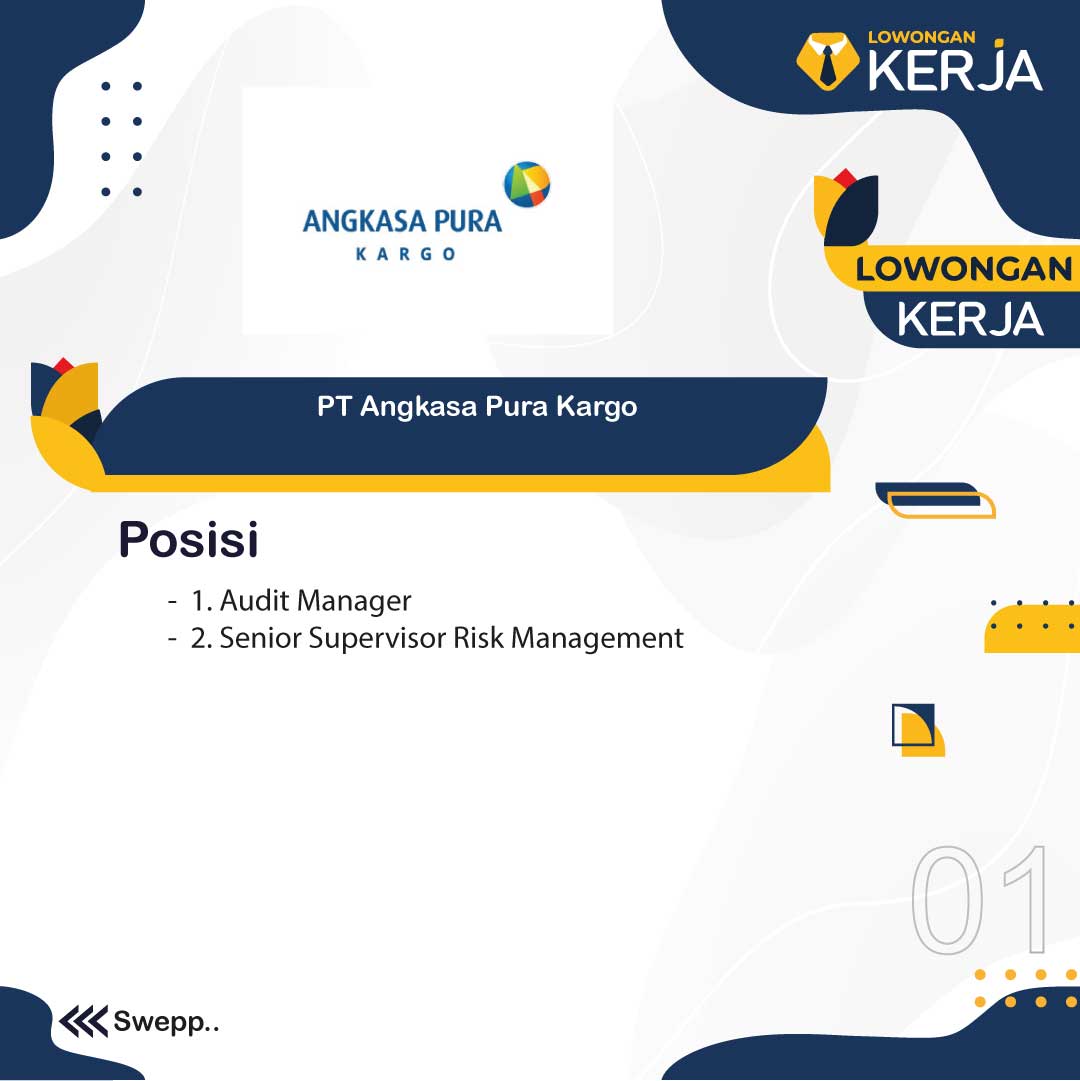 LOWONGAN
KERJA
ANGKASA PURA
KARGO
LOWONGAN
KERJA
PT Angkasa Pura Kargo
Posisi
- 1. Audit Manager
- 2. Senior Supervisor Risk Management
01
Swepp..